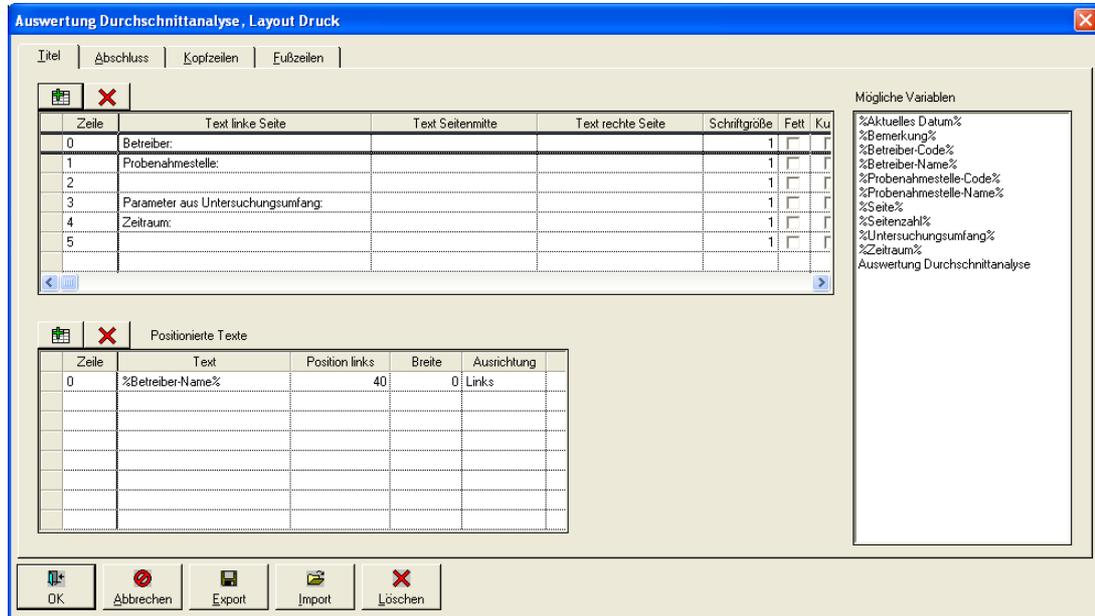 Auswertung Durchschnittanalyse, Layout Druck
Titel Abschluss Kopfzeilen Fußzeilen
Mögliche Variablen
Zeile Text linke Seite Text Seitenmitte Text rechte Seite Schriftgröße Fett Ku
0 Betreiber: 1
1 Probenahmestelle: 1
2 1
3 Parameter aus Untersuchungsumfang: 1
4 Zeitraum: 1
5 1
%Aktuelles Datum%
%Bemerkung%
%Betreiber-Code%
%Betreiber-Name%
%Probenahmestelle-Code%
%Probenahmestelle-Name%
%Seite%
%Seitenzahl%
%Untersuchungsumfang%
%Zeitraum%
Auswertung Durchschnittanalyse
Positionierte Texte
Zeile Text Position links Breite Ausrichtung
0 %Betreiber-Name% 40 0 Links
OK Abbrechen Export Import Löschen